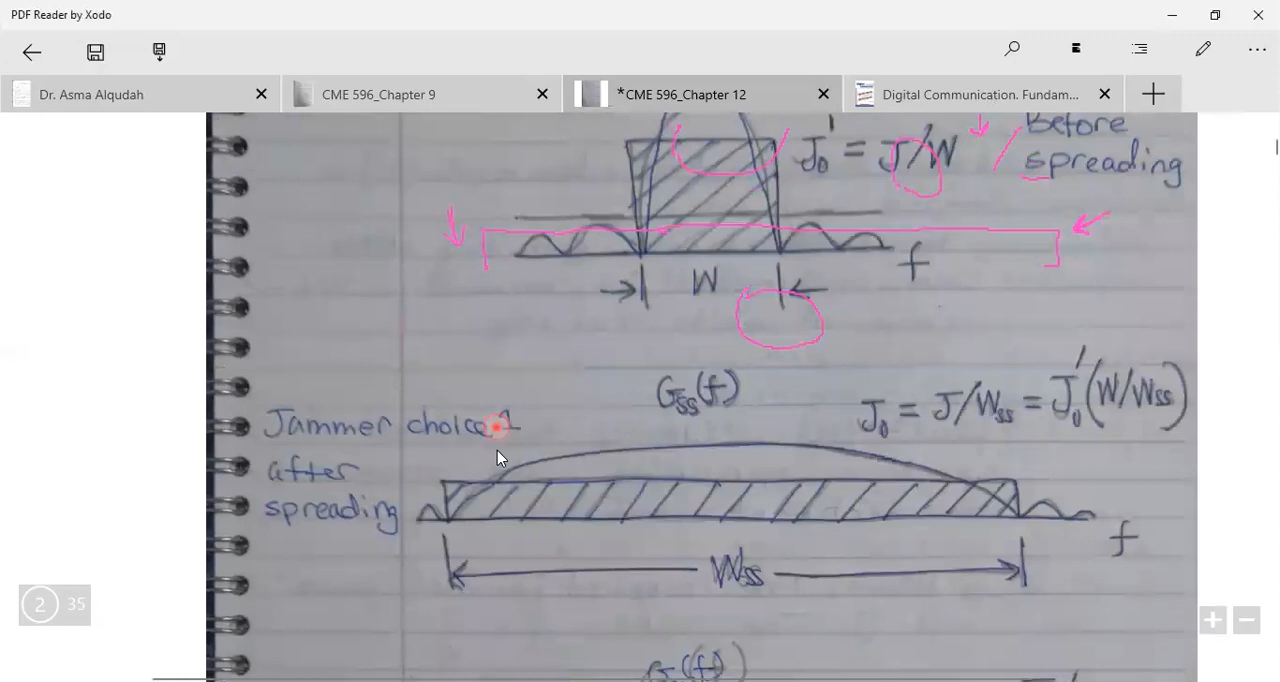 PDF Reader by Xodo
Dr. Asma Alqudah
CME 596_Chapter 9
*CME 596_Chapter 12
Digital Communication. Fundam...
Before
J₀' = J/W
spreading
f
W
Gss(f)
J₀ = J/Wss = J₀'(W/Wss)
Jammer choice 1
after
spreading
f
Wss
2 35